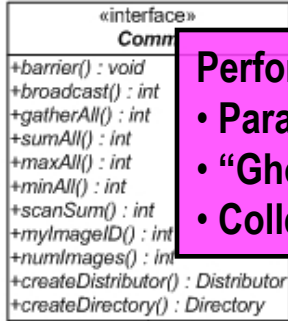 «interface»
Comm
+barrier() : void
+broadcast() : int
+gatherAll() : int
+sumAll() : int
+maxAll() : int
+minAll() : int
+scanSum() : int
+myImageID() : int
+numImages() : int
+createDistributor() : Distributor
+createDirectory() : Directory
Perfor
• Para
• “Gho
• Colle